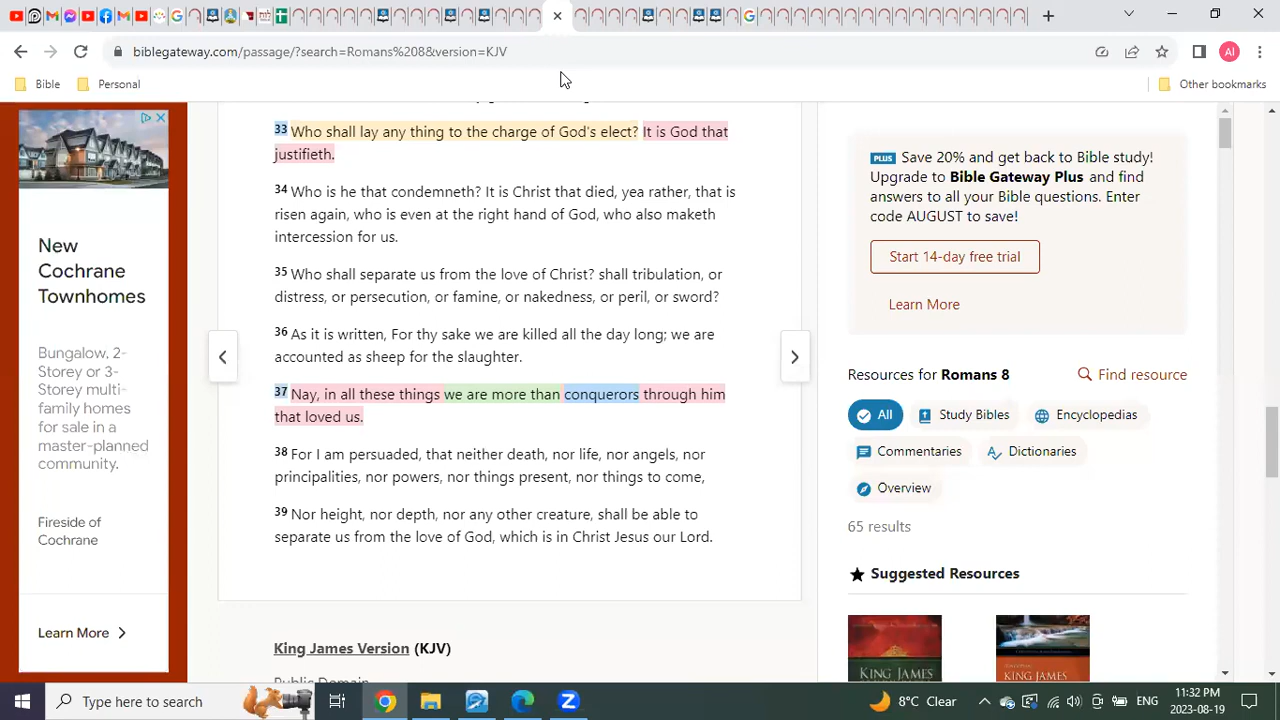 biblegateway.com/passage/?search=Romans%208&version=KJV
AI
Bible
Personal
Other bookmarks
New
Cochrane
Townhomes
Bungalow, 2-
Storey or 3-
Storey multi-
family homes
for sale in a
master-planned
community.
Fireside of
Cochrane
Learn More
33 Who shall lay any thing to the charge of God's elect? It is God that
justifieth.
34 Who is he that condemneth? It is Christ that died, yea rather, that is
risen again, who is even at the right hand of God, who also maketh
intercession for us.
35 Who shall separate us from the love of Christ? shall tribulation, or
distress, or persecution, or famine, or nakedness, or peril, or sword?
36 As it is written, For thy sake we are killed all the day long; we are
accounted as sheep for the slaughter.
37 Nay, in all these things we are more than conquerors through him
that loved us.
38 For I am persuaded, that neither death, nor life, nor angels, nor
principalities, nor powers, nor things present, nor things to come,
39 Nor height, nor depth, nor any other creature, shall be able to
separate us from the love of God, which is in Christ Jesus our Lord.
King James Version (KJV)
Public Domain
PLUS Save 20% and get back to Bible study!
Upgrade to Bible Gateway Plus and find
answers to all your Bible questions. Enter
code AUGUST to save!
Start 14-day free trial
Learn More
Resources for Romans 8
Find resource
All
Study Bibles
Encyclopedias
Commentaries
Dictionaries
Overview
65 results
Suggested Resources
KING JAMES
KING JAMES
Type here to search
8°C Clear
ENG
11:32 PM
2023-08-19